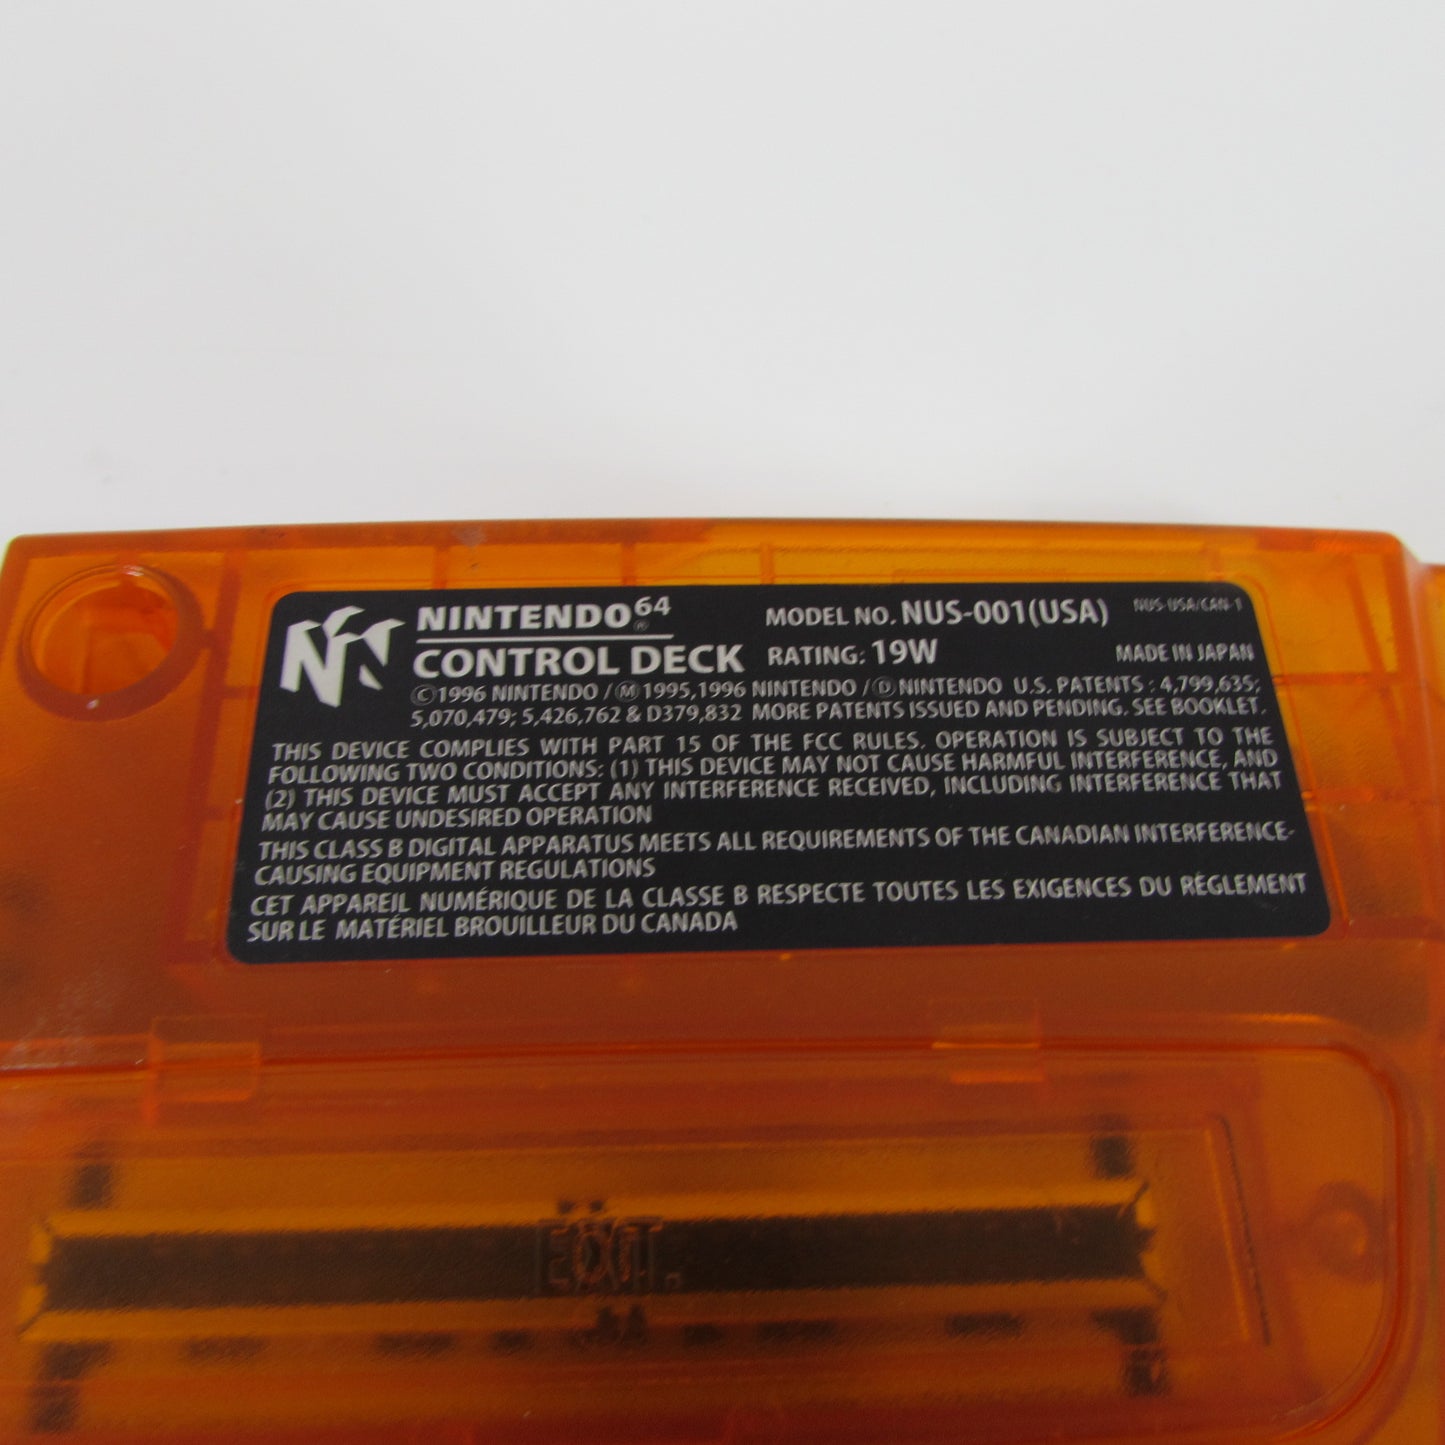 NINTENDO64®
CONTROL DECK
MODEL NO. NUS-001(USA)
NUS-USA/CAN-1
RATING: 19W
MADE IN JAPAN
©1996 NINTENDO / Ⓜ 1995,1996 NINTENDO / Ⓓ NINTENDO U.S. PATENTS : 4,799,635;
5,070,479; 5,426,762 & D379,832 MORE PATENTS ISSUED AND PENDING. SEE BOOKLET.
THIS DEVICE COMPLIES WITH PART 15 OF THE FCC RULES. OPERATION IS SUBJECT TO THE
FOLLOWING TWO CONDITIONS: (1) THIS DEVICE MAY NOT CAUSE HARMFUL INTERFERENCE, AND
(2) THIS DEVICE MUST ACCEPT ANY INTERFERENCE RECEIVED, INCLUDING INTERFERENCE THAT
MAY CAUSE UNDESIRED OPERATION
THIS CLASS B DIGITAL APPARATUS MEETS ALL REQUIREMENTS OF THE CANADIAN INTERFERENCE-
CAUSING EQUIPMENT REGULATIONS
CET APPAREIL NUMÉRIQUE DE LA CLASSE B RESPECTE TOUTES LES EXIGENCES DU RÈGLEMENT
SUR LE MATÉRIEL BROUILLEUR DU CANADA
EXT.